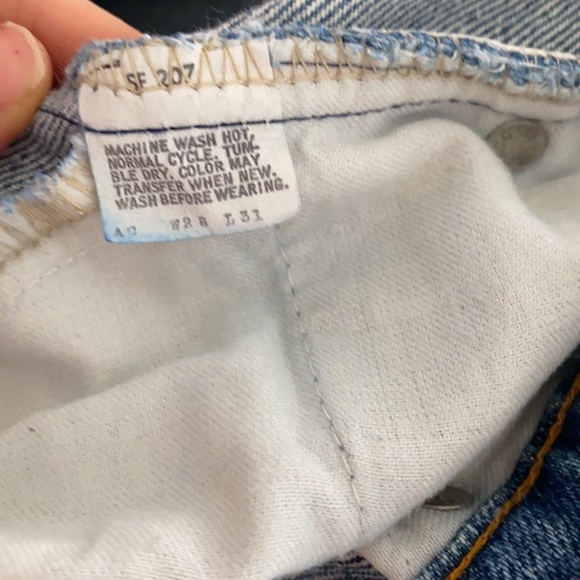 SF 207
MACHINE WASH HOT,
NORMAL CYCLE. TUM-
BLE DRY. COLOR MAY
TRANSFER WHEN NEW.
WASH BEFORE WEARING.
W28 L31